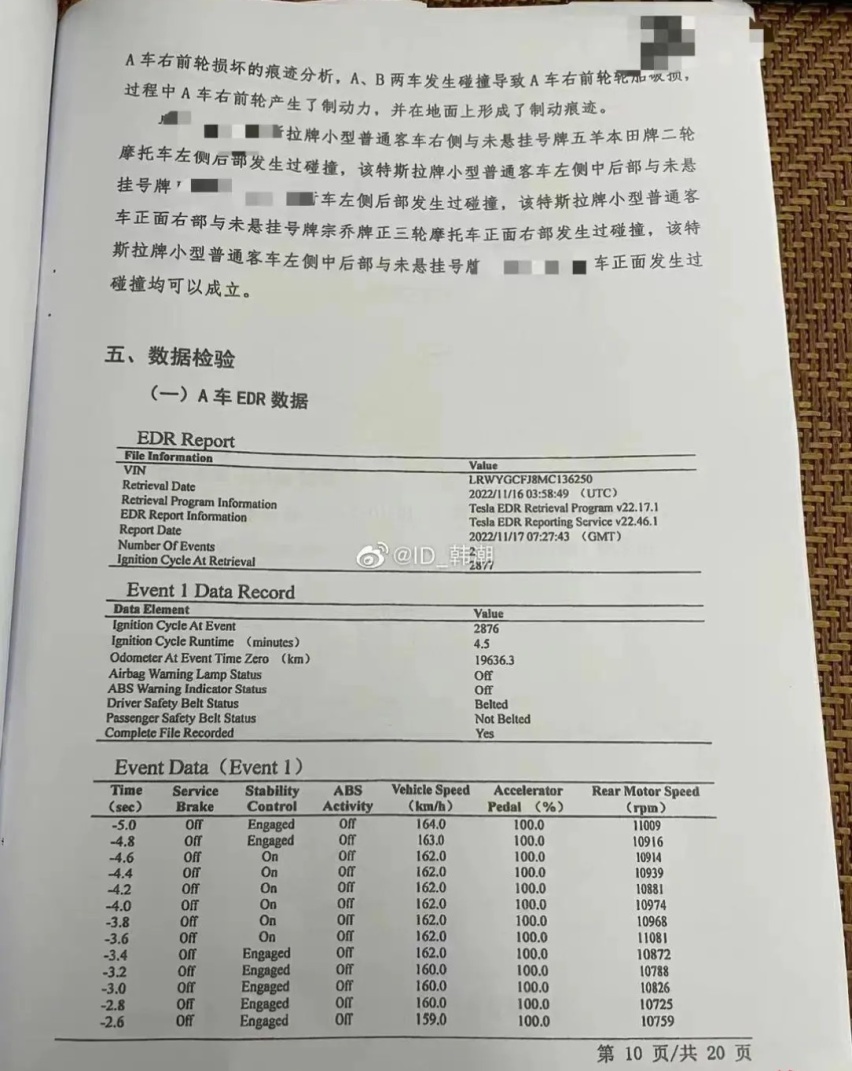 A车右前轮损坏的痕迹分析,A、B两车发生碰撞导致A车右前轮轮胎破损,
过程中A车右前轮产生了制动力,并在地面上形成了制动痕迹。
拉牌小型普通客车右侧与未悬挂号牌五羊本田牌二轮
摩托车左侧后部发生过碰撞,该特斯拉牌小型普通客车左侧中后部与未悬
挂号牌 车左侧后部发生过碰撞,该特斯拉牌小型普通客
车正面右部与未悬挂号牌宗乔牌正三轮摩托车正面右部发生过碰撞,该特
斯拉牌小型普通客车左侧中后部与未悬挂号牌 车正面发生过
碰撞均可以成立。
五、数据检验
(一)A车EDR数据
EDR Report
File Information Value
VIN LRWYGCFJ8MC136250
Retrieval Date 2022/11/16 03:58:49 (UTC)
Retrieval Program Information Tesla EDR Retrieval Program v22.17.1
EDR Report Information Tesla EDR Reporting Service v22.46.1
Report Date 2022/11/17 07:27:43 (GMT)
Number Of Events 2
Ignition Cycle At Retrieval 2877
@ID_韩潮
Event 1 Data Record
Data Element Value
Ignition Cycle At Event 2876
Ignition Cycle Runtime (minutes) 4.5
Odometer At Event Time Zero (km) 19636.3
Airbag Warning Lamp Status Off
ABS Warning Indicator Status Off
Driver Safety Belt Status Belted
Passenger Safety Belt Status Not Belted
Complete File Recorded Yes
Event Data (Event 1)
Time Service Stability ABS Vehicle Speed Accelerator Rear Motor Speed
(sec) Brake Control Activity (km/h) Pedal (%) (rpm)
-5.0 Off Engaged Off 164.0 100.0 11009
-4.8 Off Engaged Off 163.0 100.0 10916
-4.6 Off On Off 162.0 100.0 10914
-4.4 Off On Off 162.0 100.0 10939
-4.2 Off On Off 162.0 100.0 10881
-4.0 Off On Off 162.0 100.0 10974
-3.8 Off On Off 162.0 100.0 10968
-3.6 Off On Off 162.0 100.0 11081
-3.4 Off Engaged Off 162.0 100.0 10872
-3.2 Off Engaged Off 160.0 100.0 10788
-3.0 Off Engaged Off 160.0 100.0 10826
-2.8 Off Engaged Off 160.0 100.0 10725
-2.6 Off Engaged Off 159.0 100.0 10759
第 10 页/共 20 页